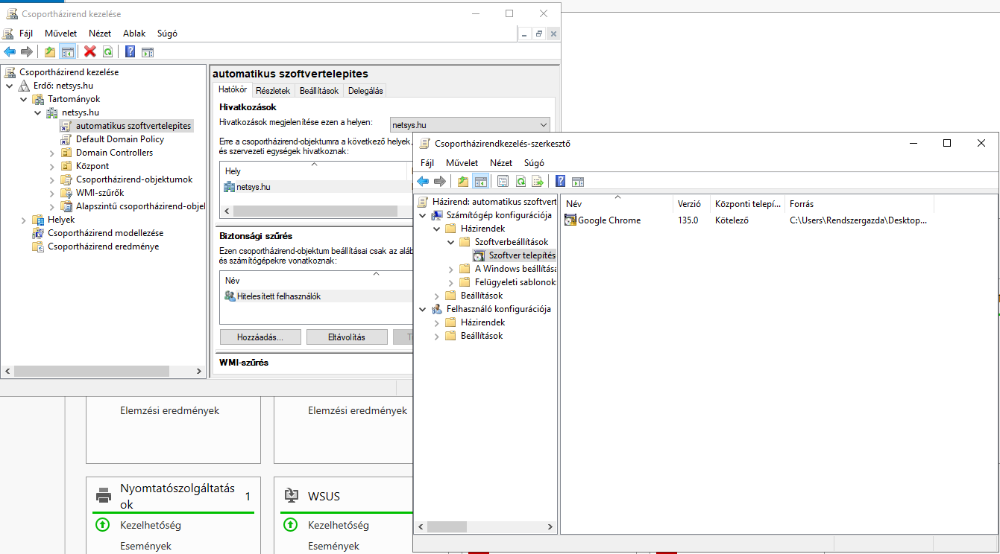 Csoportházirend kezelése
Fájl Művelet Nézet Ablak Súgó
Csoportházirend kezelése
Erdő: netsys.hu
Tartományok
netsys.hu
automatikus szoftvertelepites
Default Domain Policy
Domain Controllers
Központ
Csoportházirend-objektumok
WMI-szűrők
Alapszintű csoportházirend-objel
Helyek
Csoportházirend modellezése
Csoportházirend eredménye
automatikus szoftvertelepites
Hatókör Részletek Beállítások Delegálás
Hivatkozások
Hivatkozások megjelenítése ezen a helyen: netsys.hu
Erre a csoportházirend-objektumra a következő helyek,
és szervezeti egységek hivatkoznak:
Hely
netsys.hu
Biztonsági szűrés
Ezen csoportházirend-objektum beállításai csak az aláb
és számítógépekre vonatkoznak:
Név
Hitelesített felhasználók
Hozzáadás... Eltávolítás T
WMI-szűrés
Csoportházirendkezelés-szerkesztő
Fájl Művelet Nézet Súgó
Házirend: automatikus szoftvert
Számítógép konfigurációja
Házirendek
Szoftverbeállítások
Szoftver telepítés
A Windows beállítása
Felügyeleti sablonok
Beállítások
Felhasználó konfigurációja
Házirendek
Beállítások
Név Verzió Központi telepí... Forrás
Google Chrome 135.0 Kötelező C:\Users\Rendszergazda\Desktop...
Elemzési eredmények
Elemzési eredmények
Nyomtatószolgáltatás
ok
1
Kezelhetőség
Események
WSUS
Kezelhetőség
Események